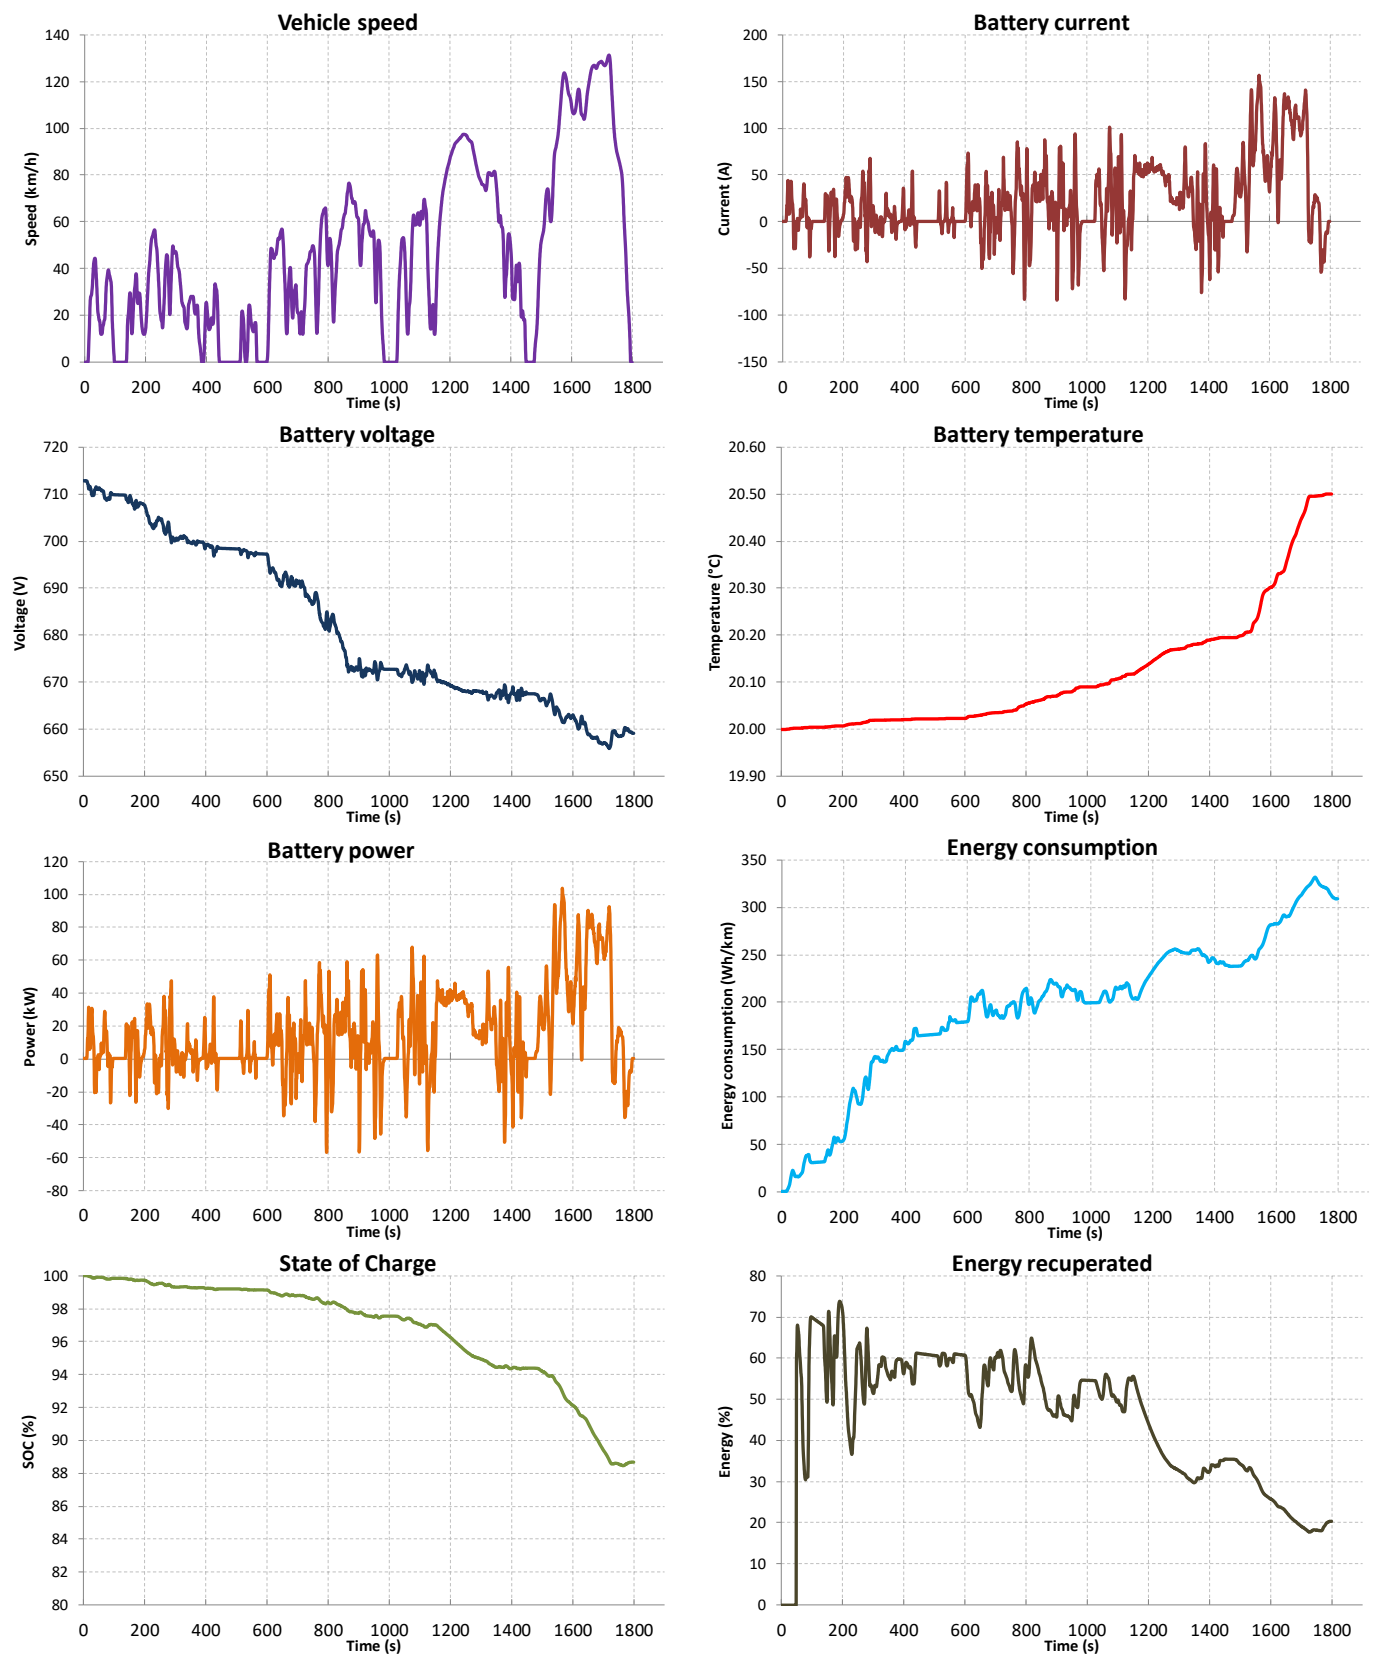 Vehicle speed
140
120
100
80
60
40
20
0
Speed (km/h)
0 200 400 600 800 1000 1200 1400 1600 1800
Time (s)
Battery current
200
150
100
50
0
-50
-100
-150
Current (A)
0 200 400 600 800 1000 1200 1400 1600 1800
Time (s)
Battery voltage
720
710
700
690
680
670
660
650
Voltage (V)
0 200 400 600 800 1000 1200 1400 1600 1800
Time (s)
Battery temperature
20.60
20.50
20.40
20.30
20.20
20.10
20.00
19.90
Temperature (°C)
0 200 400 600 800 1000 1200 1400 1600 1800
Time (s)
Battery power
120
100
80
60
40
20
0
-20
-40
-60
-80
Power (kW)
0 200 400 600 800 1000 1200 1400 1600 1800
Time (s)
Energy consumption
350
300
250
200
150
100
50
0
Energy consumption (Wh/km)
0 200 400 600 800 1000 1200 1400 1600 1800
Time (s)
State of Charge
100
98
96
94
92
90
88
86
84
82
80
SOC (%)
0 200 400 600 800 1000 1200 1400 1600 1800
Time (s)
Energy recuperated
80
70
60
50
40
30
20
10
0
Energy (%)
0 200 400 600 800 1000 1200 1400 1600 1800
Time (s)